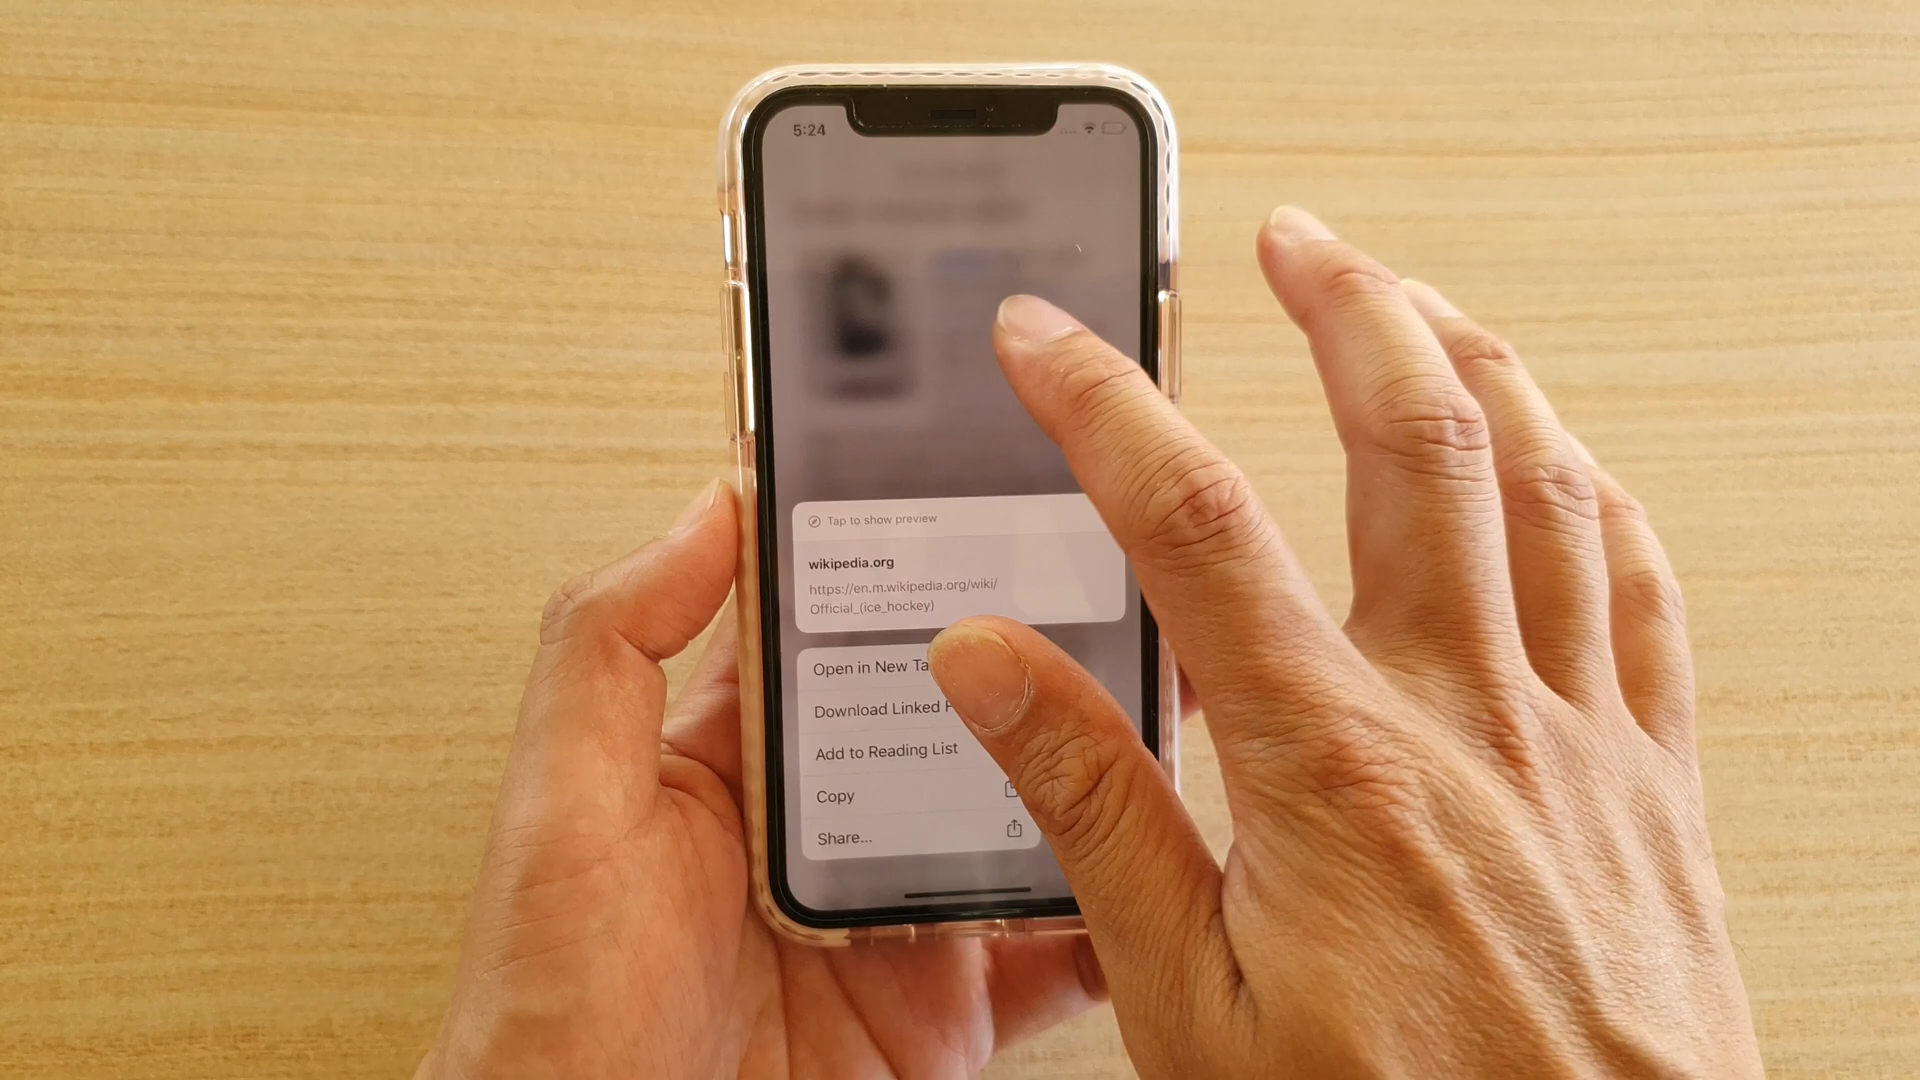 5:24
Tap to show preview
wikipedia.org
https://en.m.wikipedia.org/wiki/
Official_(ice_hockey)
Open in New Ta
Download Linked F
Add to Reading List
Copy
Share...